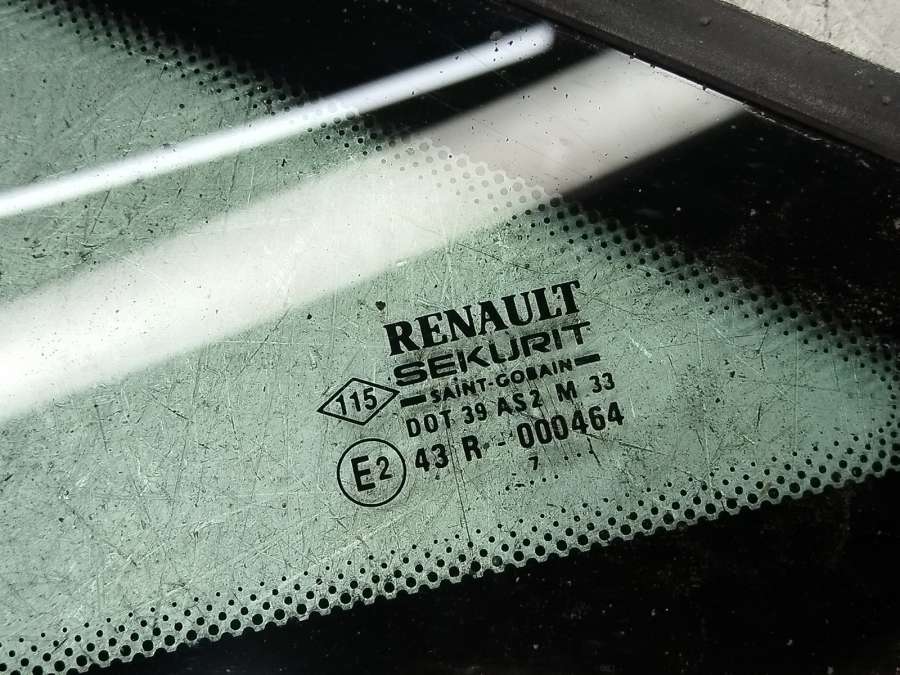 RENAULT
SEKURIT
SAINT-GOBAIN
115
DOT 39 AS2 M 33
E2
43 R - 000464
7